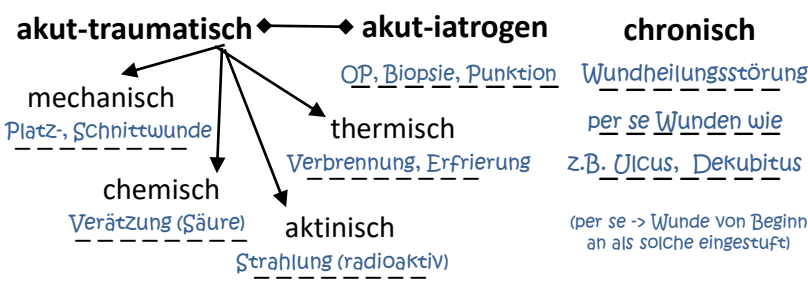 akut-traumatisch
akut-iatrogen
chronisch
OP, Biopsie, Punktion
Wundheilungsstörung
mechanisch
Platz-, Schnittwunde
thermisch
Verbrennung, Erfrierung
per se Wunden wie
z.B. Ulcus, Dekubitus
chemisch
Verätzung (Säure)
aktinisch
Strahlung (radioaktiv)
(per se -> Wunde von Beginn
an als solche eingestuft)